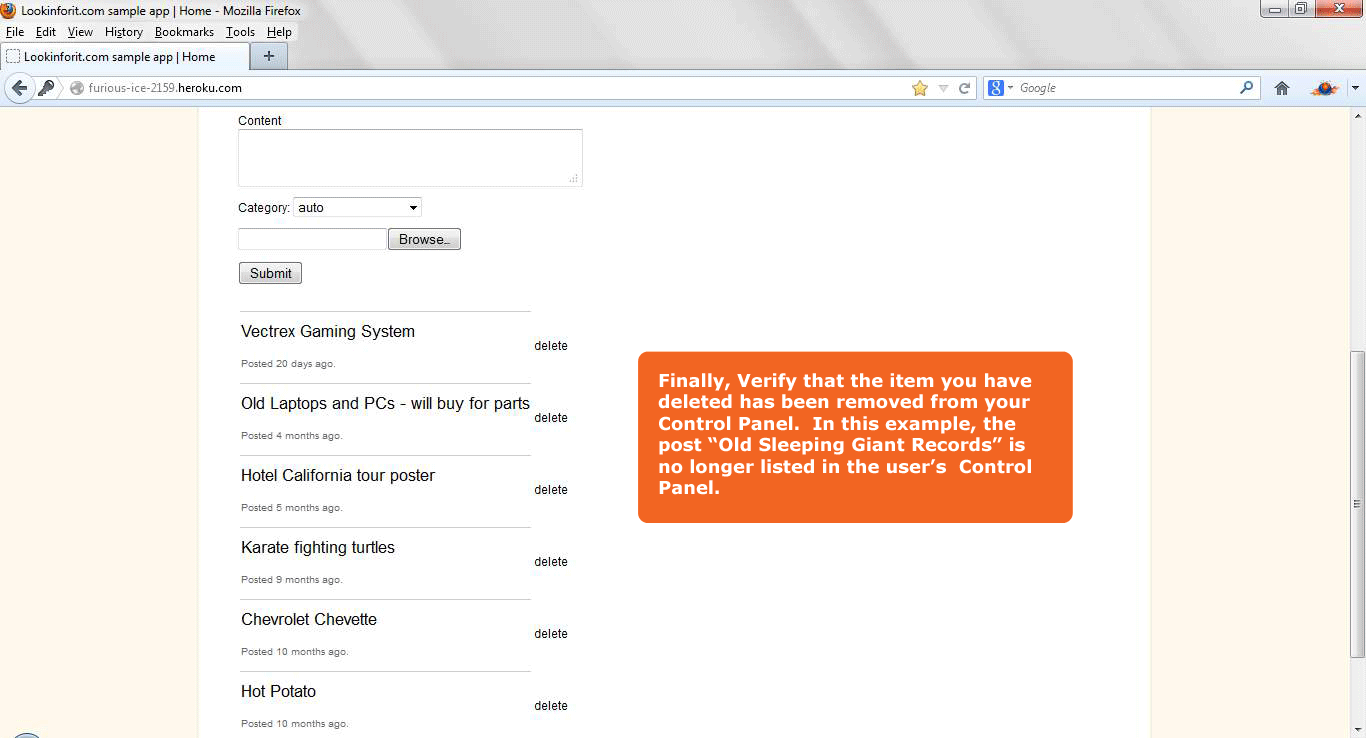 Lookinforit.com sample app | Home - Mozilla Firefox
File Edit View History Bookmarks Tools Help
Lookinforit.com sample app | Home +
furious-ice-2159.heroku.com
8 Google
Content
Category: auto
Browse…
Submit
Vectrex Gaming System
delete
Posted 20 days ago.
Old Laptops and PCs - will buy for parts
delete
Posted 4 months ago.
Hotel California tour poster
delete
Posted 5 months ago.
Karate fighting turtles
delete
Posted 9 months ago.
Chevrolet Chevette
delete
Posted 10 months ago.
Hot Potato
delete
Posted 10 months ago.
Finally, Verify that the item you have
deleted has been removed from your
Control Panel.  In this example, the
post “Old Sleeping Giant Records” is
no longer listed in the user’s  Control
Panel.